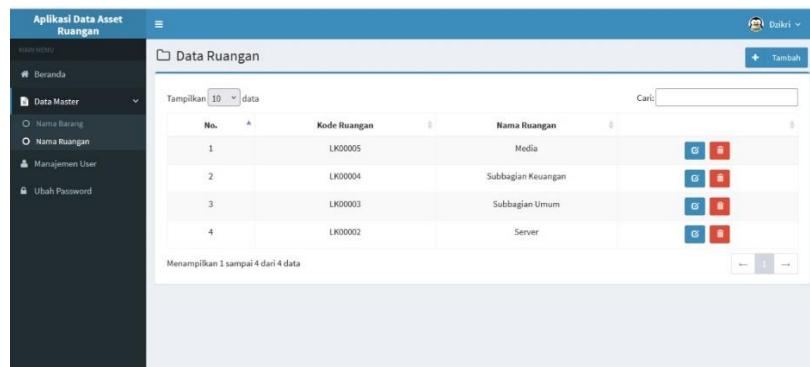 Aplikasi Data Asset
Ruangan
Dzikri
MAIN MENU
Beranda
Data Master
Nama Barang
Nama Ruangan
Manajemen User
Ubah Password
Data Ruangan
+ Tambah
Tampilkan 10 data
Cari:
No. Kode Ruangan Nama Ruangan
1 LK00005 Media
2 LK00004 Subbagian Keuangan
3 LK00003 Subbagian Umum
4 LK00002 Server
Menampilkan 1 sampai 4 dari 4 data
← 1 →